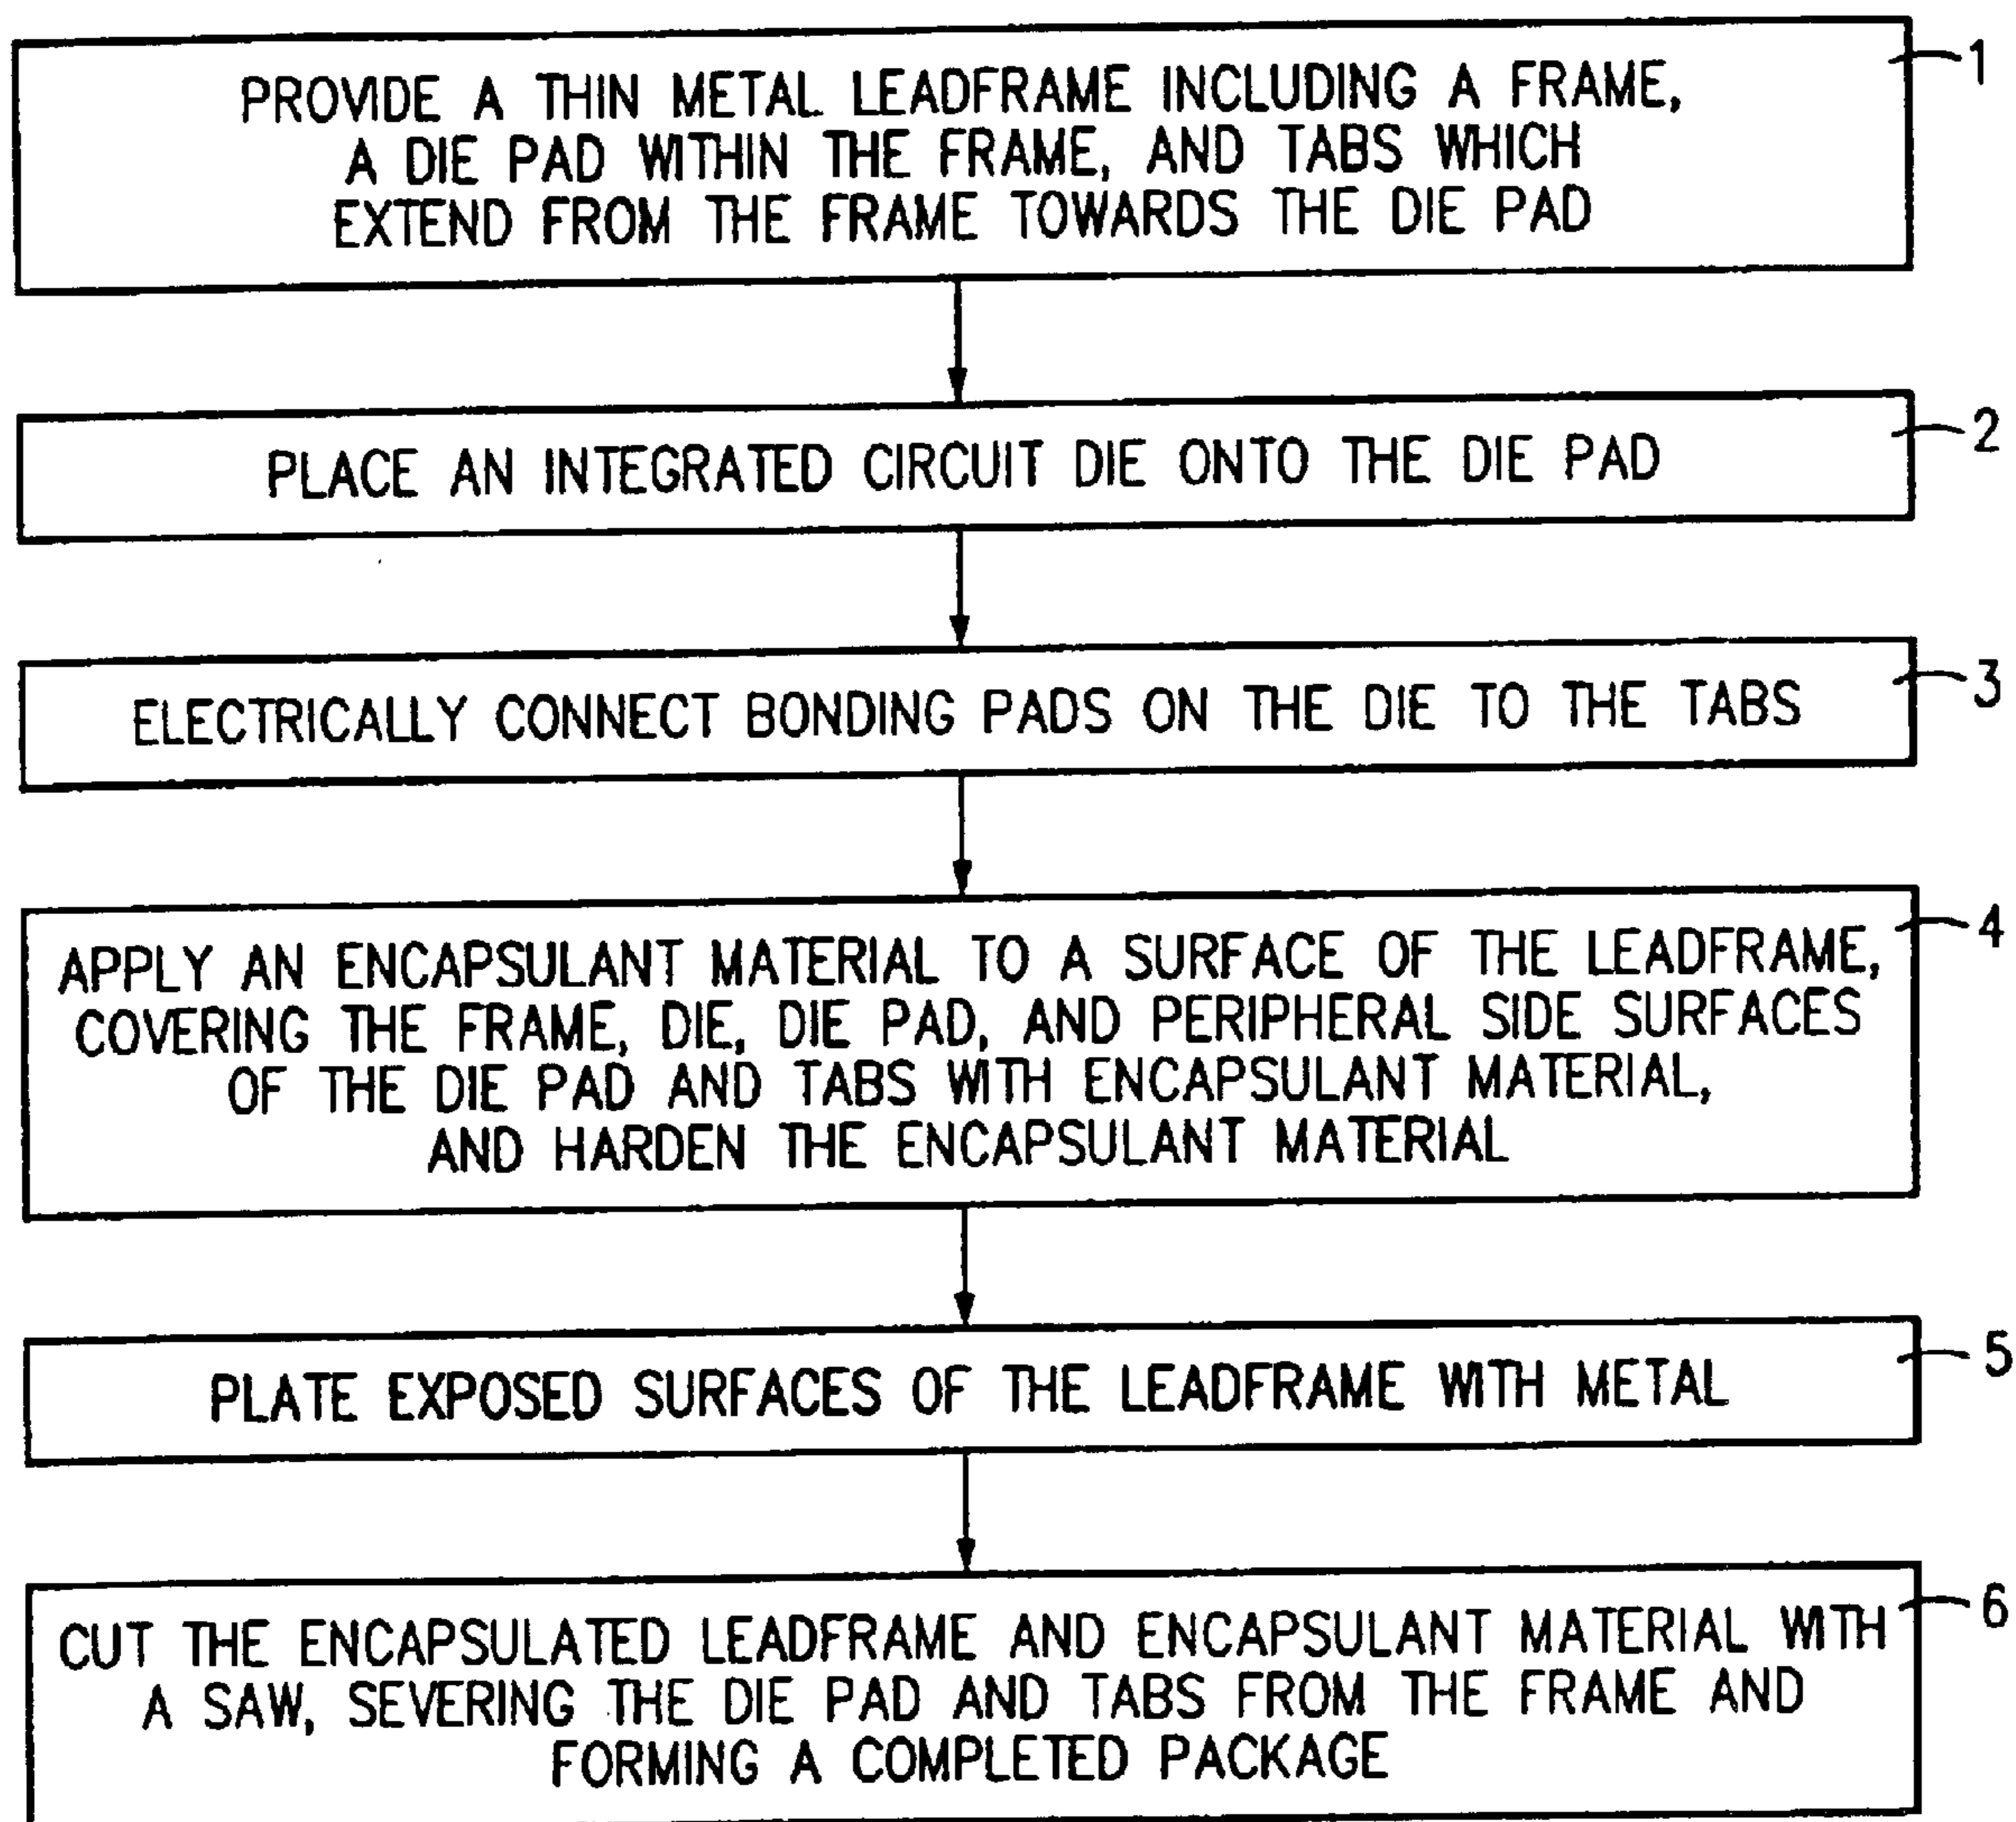 PROVIDE A THIN METAL LEADFRAME INCLUDING A FRAME,
A DIE PAD WITHIN THE FRAME, AND TABS WHICH
EXTEND FROM THE FRAME TOWARDS THE DIE PAD
1
PLACE AN INTEGRATED CIRCUIT DIE ONTO THE DIE PAD
2
ELECTRICALLY CONNECT BONDING PADS ON THE DIE TO THE TABS
3
APPLY AN ENCAPSULANT MATERIAL TO A SURFACE OF THE LEADFRAME,
COVERING THE FRAME, DIE, DIE PAD, AND PERIPHERAL SIDE SURFACES
OF THE DIE PAD AND TABS WITH ENCAPSULANT MATERIAL,
AND HARDEN THE ENCAPSULANT MATERIAL
4
PLATE EXPOSED SURFACES OF THE LEADFRAME WITH METAL
5
CUT THE ENCAPSULATED LEADFRAME AND ENCAPSULANT MATERIAL WITH
A SAW, SEVERING THE DIE PAD AND TABS FROM THE FRAME AND
FORMING A COMPLETED PACKAGE
6